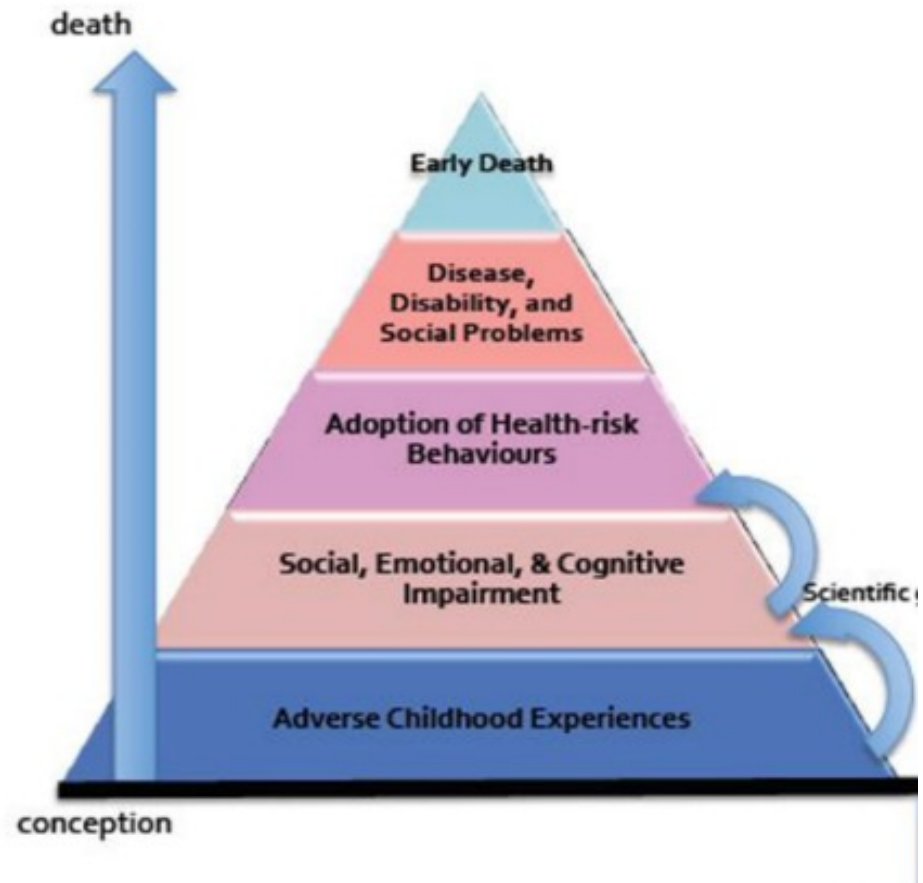 death
Early Death
Disease,
Disability, and
Social Problems
Adoption of Health-risk
Behaviours
Social, Emotional, & Cognitive
Impairment
Scientific
Adverse Childhood Experiences
conception